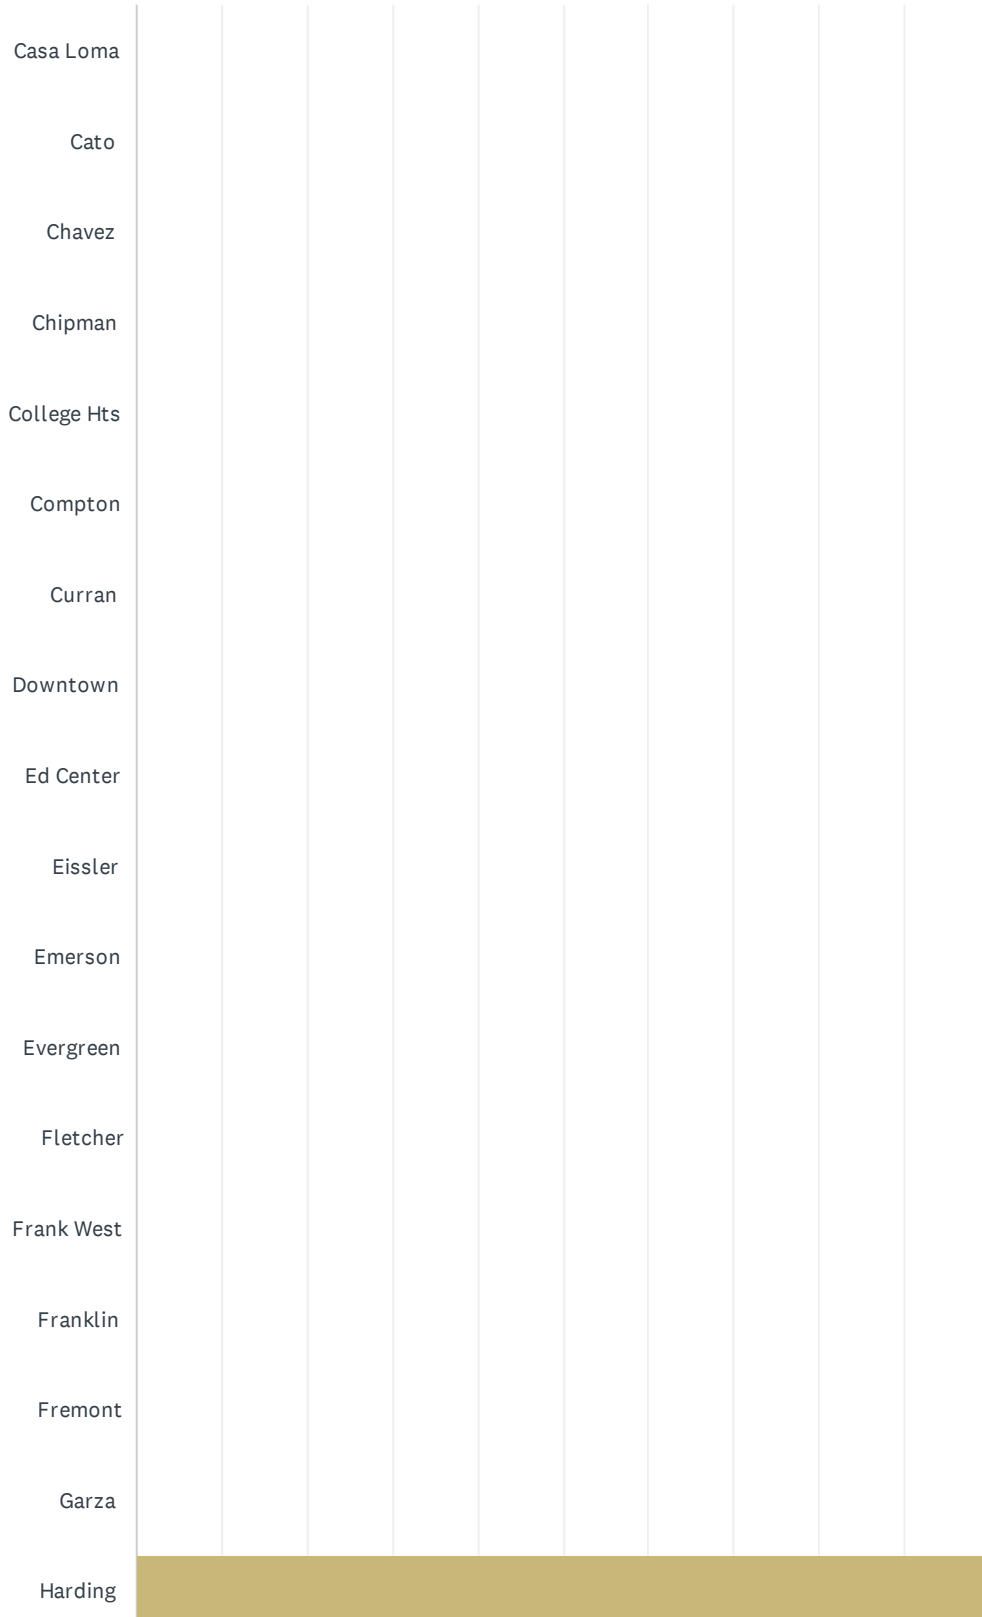 Casa Loma
Cato
Chavez
Chipman
College Hts
Compton
Curran
Downtown
Ed Center
Eissler
Emerson
Evergreen
Fletcher
Frank West
Franklin
Fremont
Garza
Harding